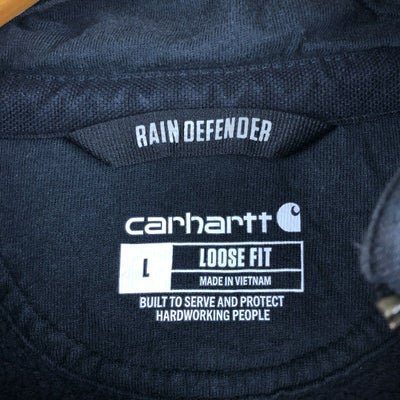 RAIN DEFENDER
carhartt
L LOOSE FIT
MADE IN VIETNAM
BUILT TO SERVE AND PROTECT
HARDWORKING PEOPLE